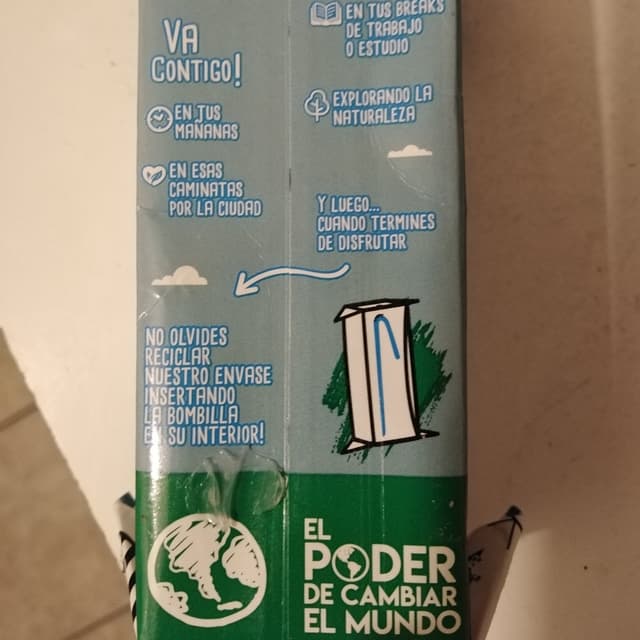 VA
CONTIGO!
EN TUS
MAÑANAS
EN ESAS
CAMINATAS
POR LA CIUDAD
EN TUS BREAKS
DE TRABAJO
O ESTUDIO
EXPLORANDO LA
NATURALEZA
Y LUEGO...
CUANDO TERMINES
DE DISFRUTAR
NO OLVIDES
RECICLAR
NUESTRO ENVASE
INSERTANDO
LA BOMBILLA
EN SU INTERIOR!
EL
PODER
DE CAMBIAR
EL MUNDO